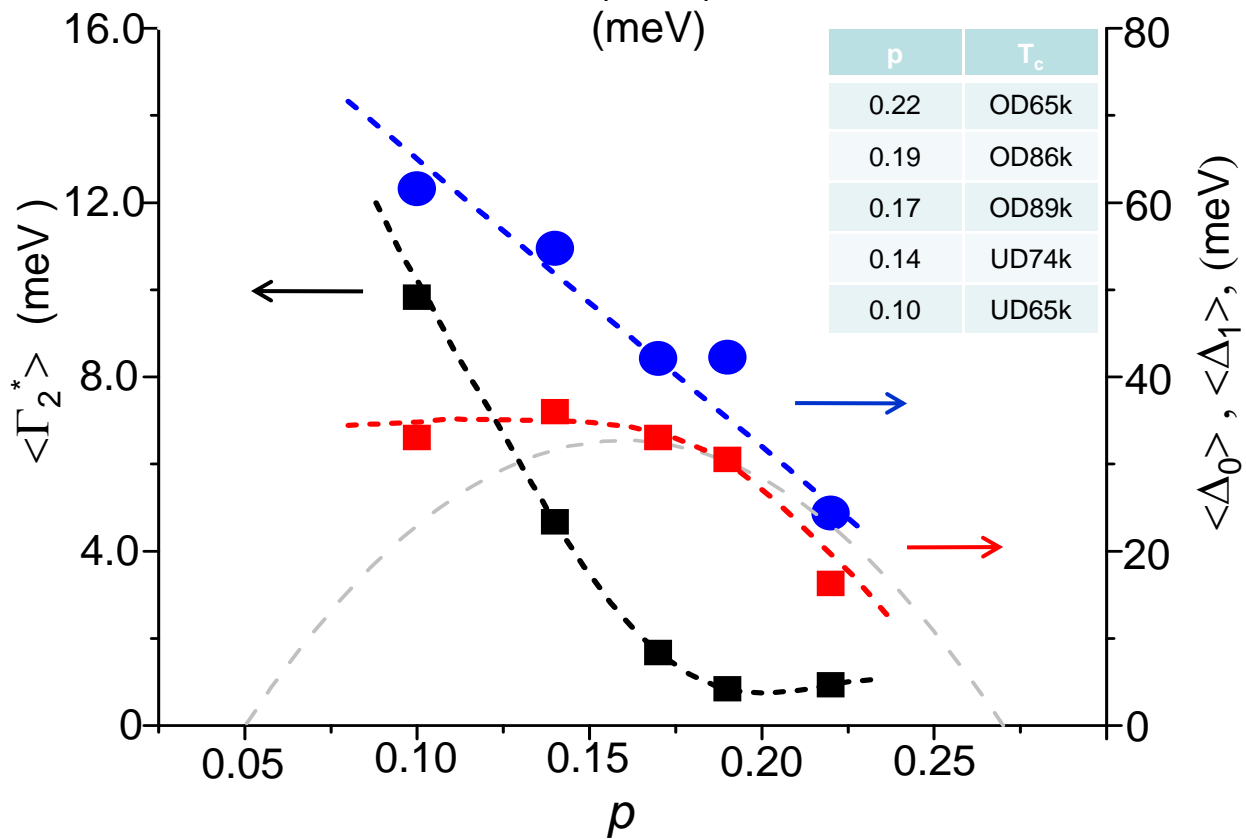 (meV)
16.0
12.0
8.0
4.0
0
<Γ₂*> (meV)
80
60
40
20
0
<Δ₀>, <Δ₁>, (meV)
p T_c
0.22 OD65k
0.19 OD86k
0.17 OD89k
0.14 UD74k
0.10 UD65k
0.05 0.10 0.15 0.20 0.25
p